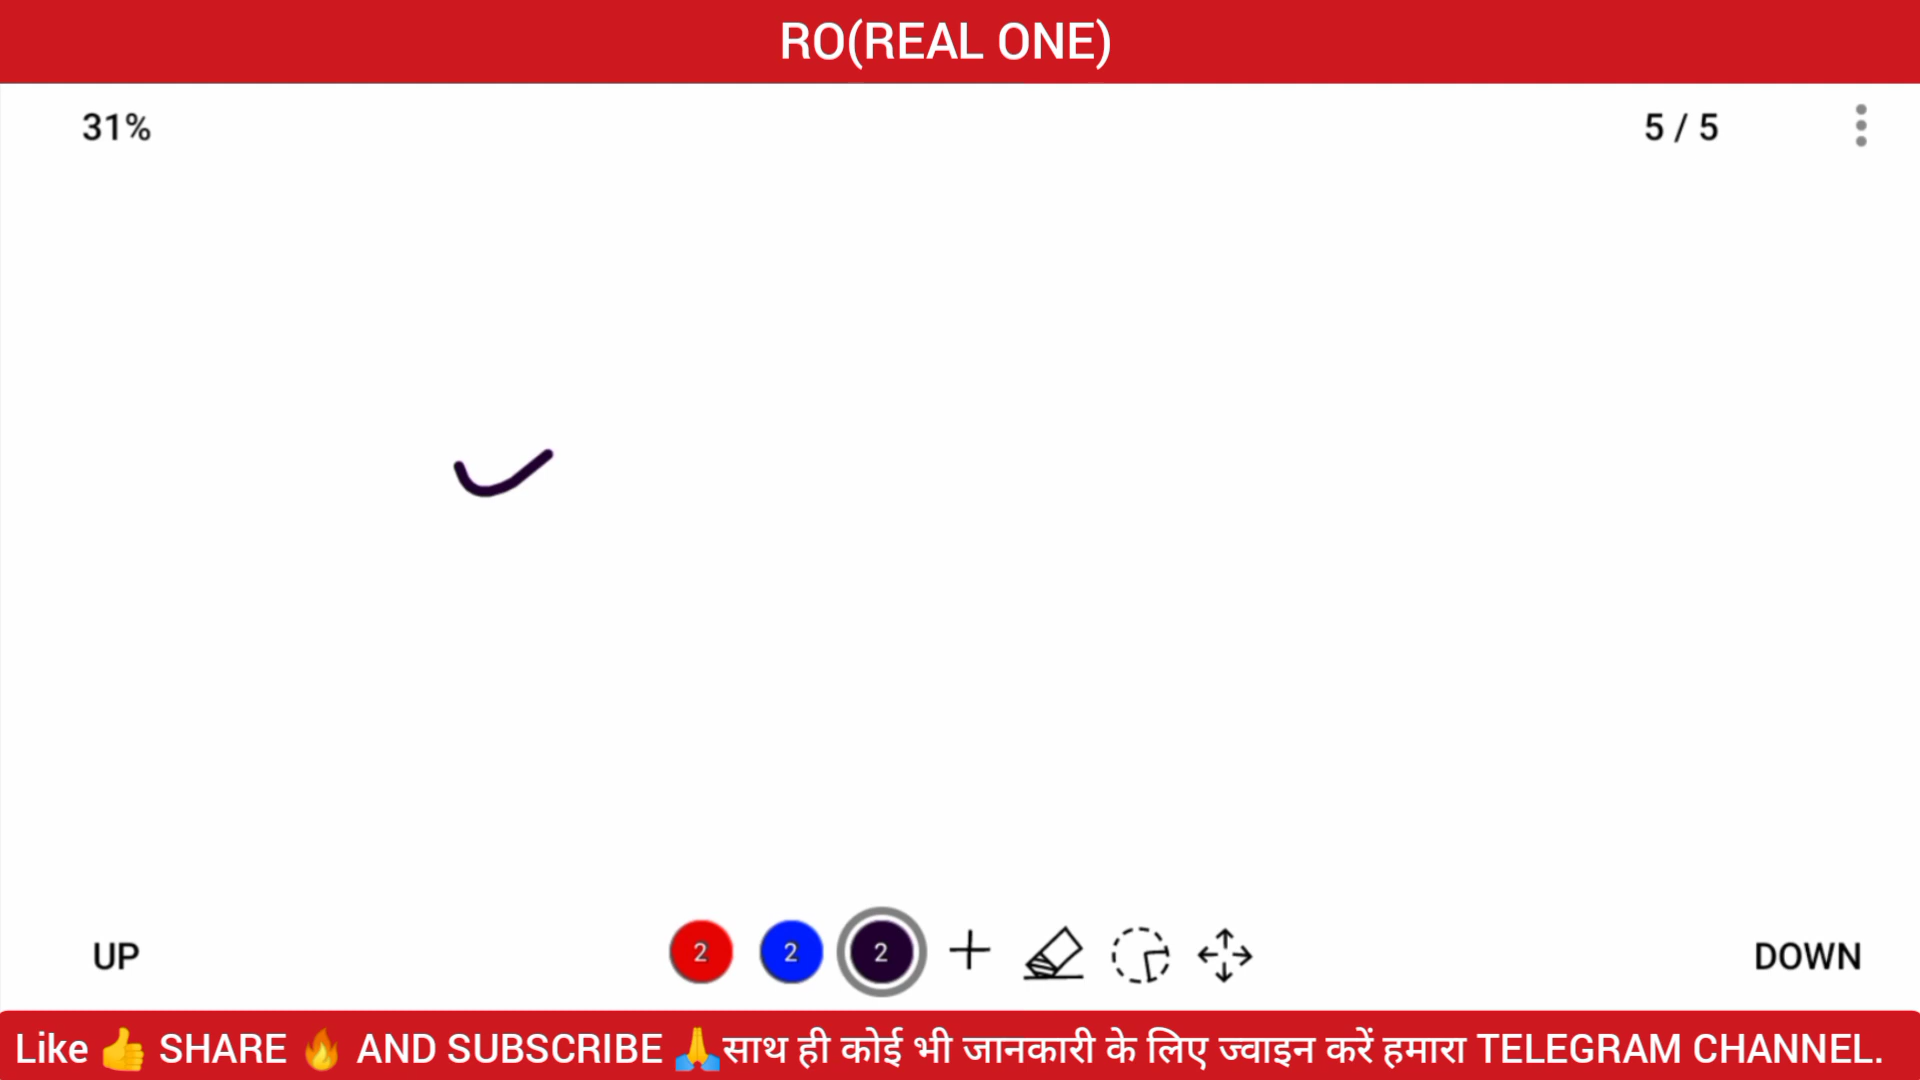 RO(REAL ONE)
31%
5 / 5
UP
2
2
2
DOWN
Like 👍 SHARE 🔥 AND SUBSCRIBE 🙏साथ ही कोई भी जानकारी के लिए ज्वाइन करें हमारा TELEGRAM CHANNEL.